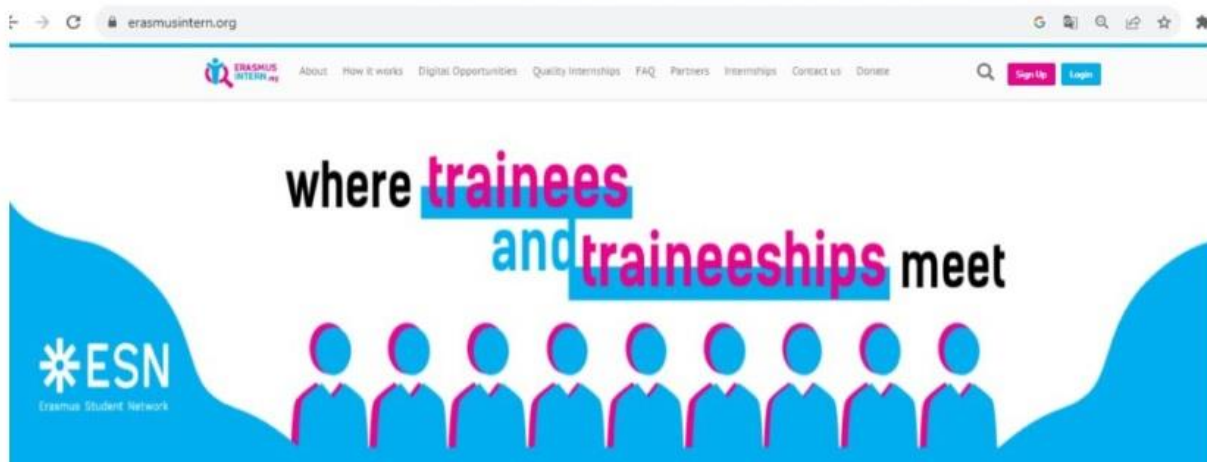 erasmusintern.org
ERASMUS
INTERN.org
About How it works Digital Opportunities Quality Internships FAQ Partners Internships Contact us Donate
Sign Up Login
where trainees
and traineeships meet
ESN
Erasmus Student Network